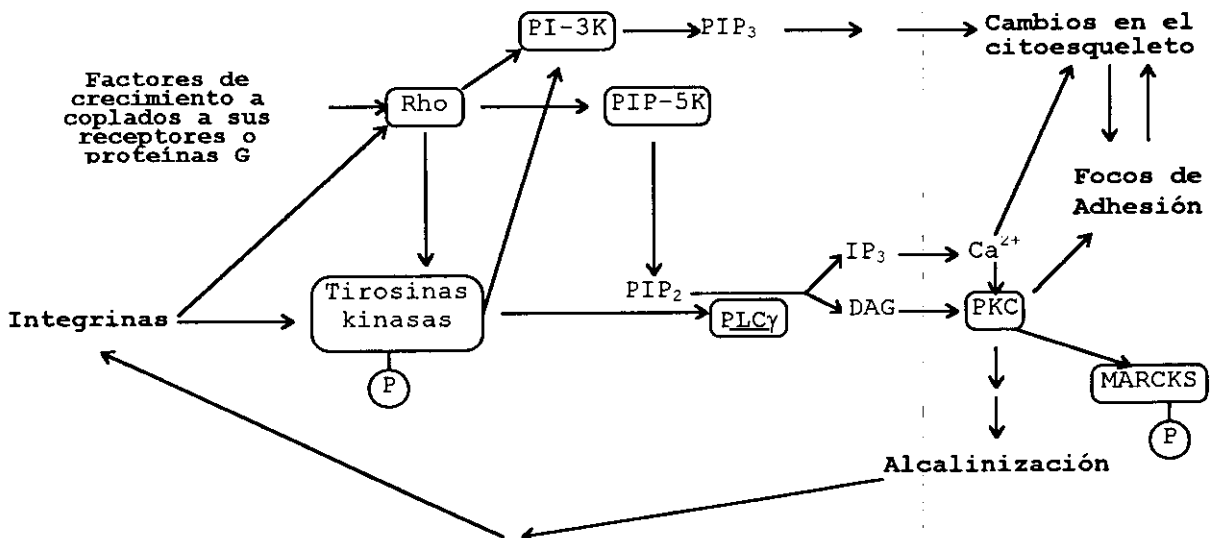 PI-3K
PIP₃
Cambios en el
citoesqueleto
Factores de
crecimiento a
coplados a sus
receptores o
proteínas G
Rho
PIP-5K
Focos de
Adhesión
Integrinas
Tirosinas
kinasas
P
PIP₂
PLCγ
IP₃
DAG
Ca²⁺
PKC
MARCKS
P
Alcalinización